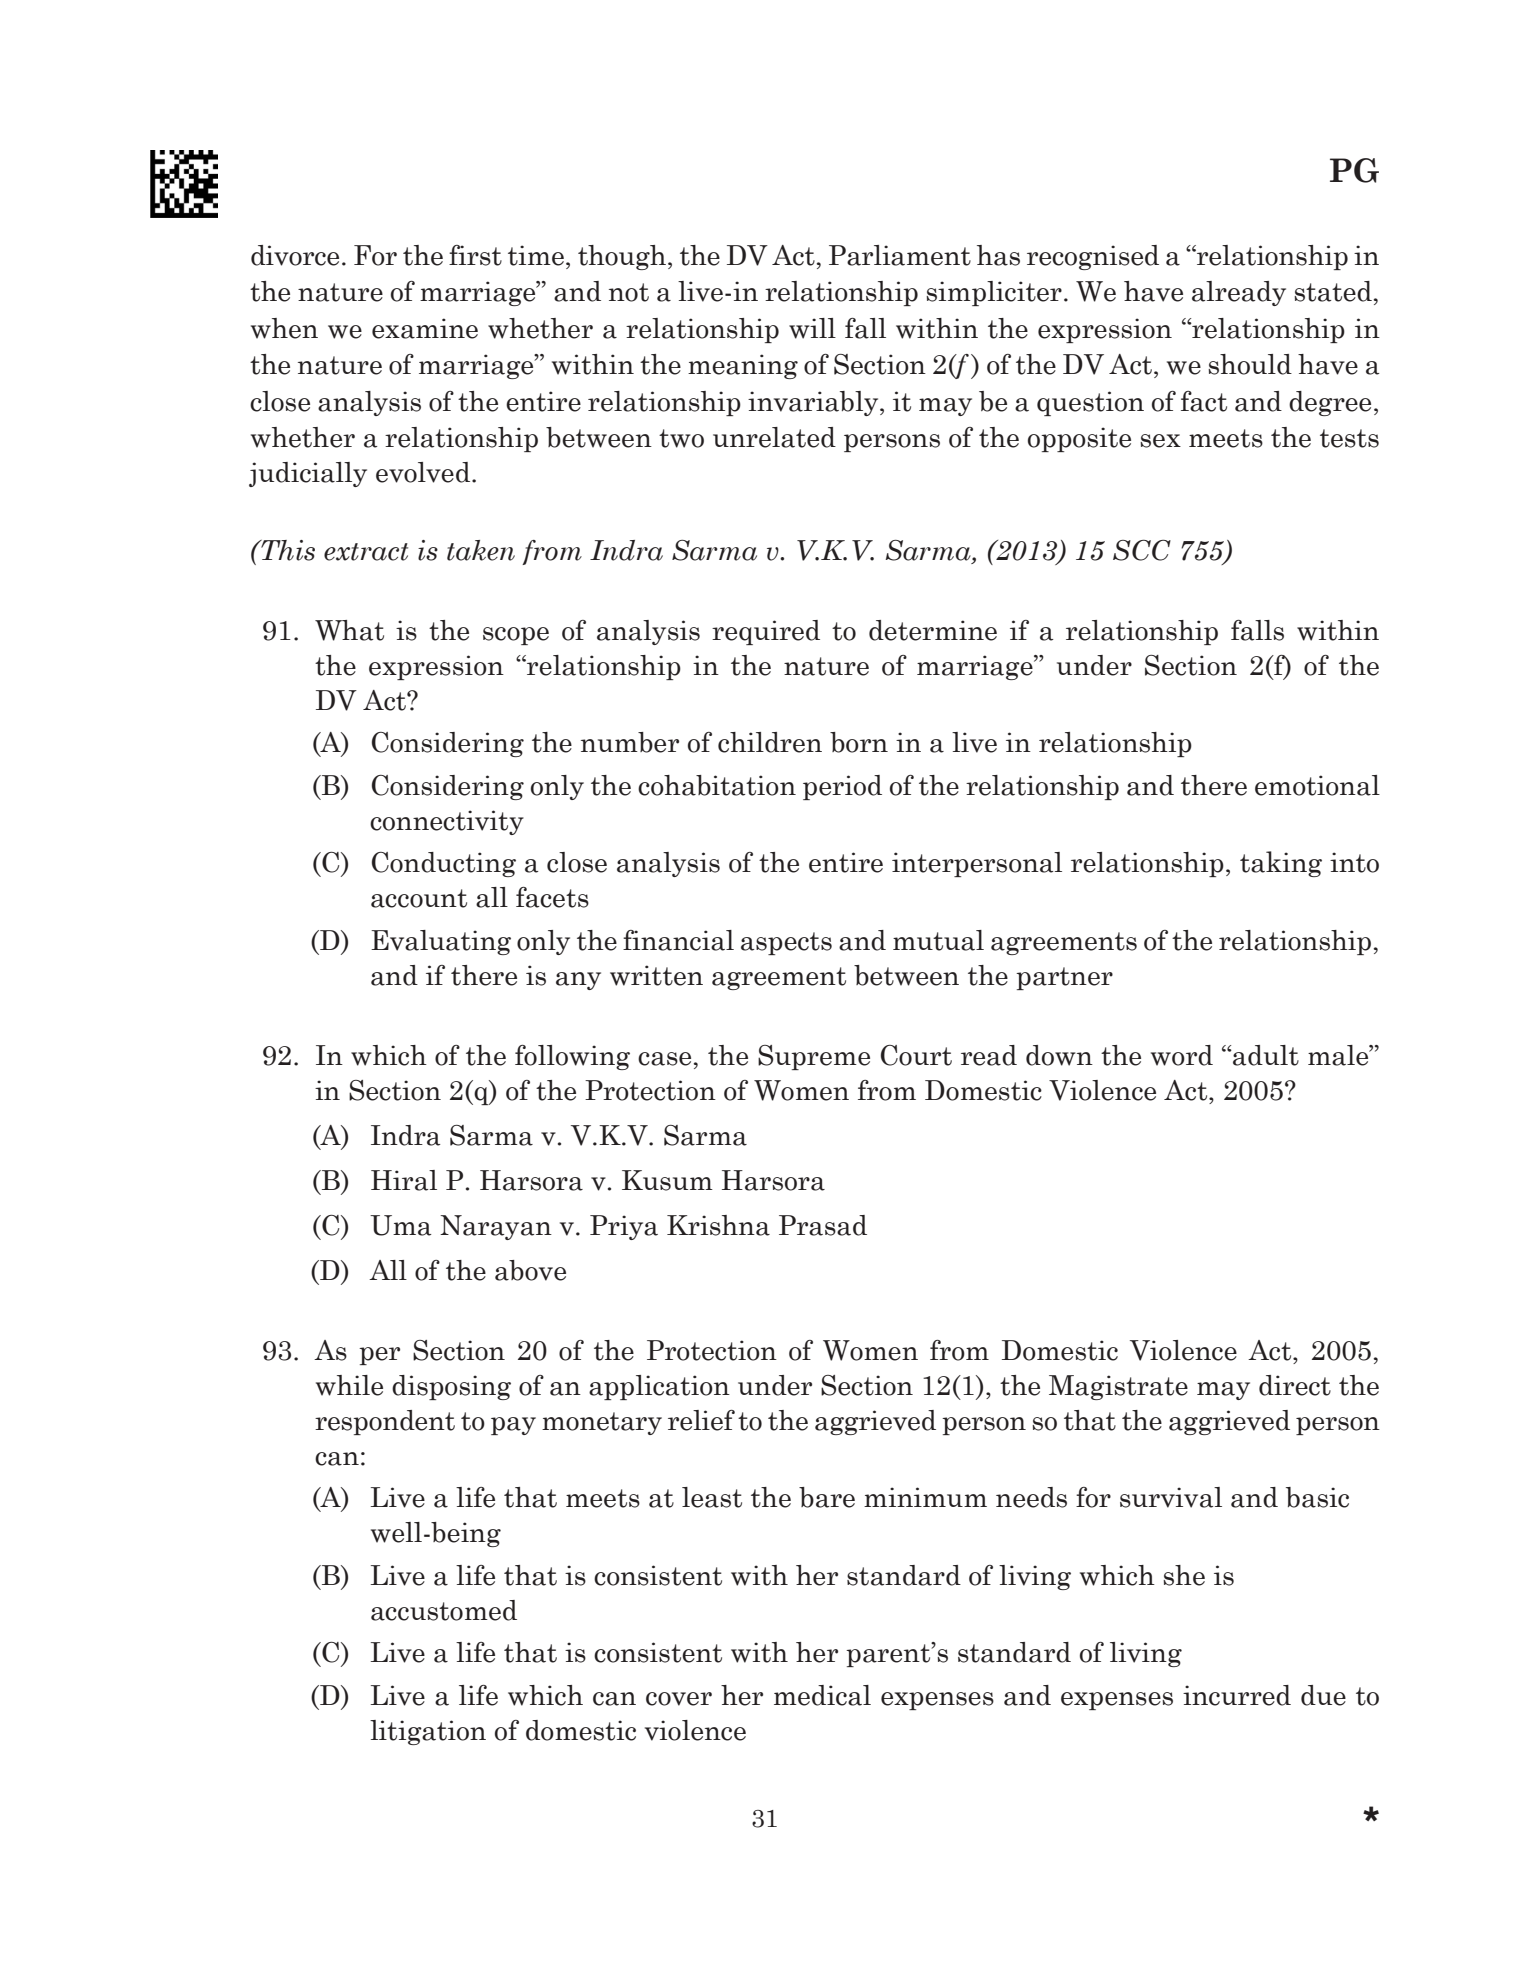 PG
divorce. For the first time, though, the DV Act, Parliament has recognised a “relationship in
the nature of marriage” and not a live-in relationship simpliciter. We have already stated,
when we examine whether a relationship will fall within the expression “relationship in
the nature of marriage” within the meaning of Section 2(f) of the DV Act, we should have a
close analysis of the entire relationship invariably, it may be a question of fact and degree,
whether a relationship between two unrelated persons of the opposite sex meets the tests
judicially evolved.
(This extract is taken from Indra Sarma v. V.K.V. Sarma, (2013) 15 SCC 755)
91. What is the scope of analysis required to determine if a relationship falls within
the expression “relationship in the nature of marriage” under Section 2(f) of the
DV Act?
(A) Considering the number of children born in a live in relationship
(B) Considering only the cohabitation period of the relationship and there emotional
connectivity
(C) Conducting a close analysis of the entire interpersonal relationship, taking into
account all facets
(D) Evaluating only the financial aspects and mutual agreements of the relationship,
and if there is any written agreement between the partner
92. In which of the following case, the Supreme Court read down the word “adult male”
in Section 2(q) of the Protection of Women from Domestic Violence Act, 2005?
(A) Indra Sarma v. V.K.V. Sarma
(B) Hiral P. Harsora v. Kusum Harsora
(C) Uma Narayan v. Priya Krishna Prasad
(D) All of the above
93. As per Section 20 of the Protection of Women from Domestic Violence Act, 2005,
while disposing of an application under Section 12(1), the Magistrate may direct the
respondent to pay monetary relief to the aggrieved person so that the aggrieved person
can:
(A) Live a life that meets at least the bare minimum needs for survival and basic
well-being
(B) Live a life that is consistent with her standard of living which she is
accustomed
(C) Live a life that is consistent with her parent’s standard of living
(D) Live a life which can cover her medical expenses and expenses incurred due to
litigation of domestic violence
31 *